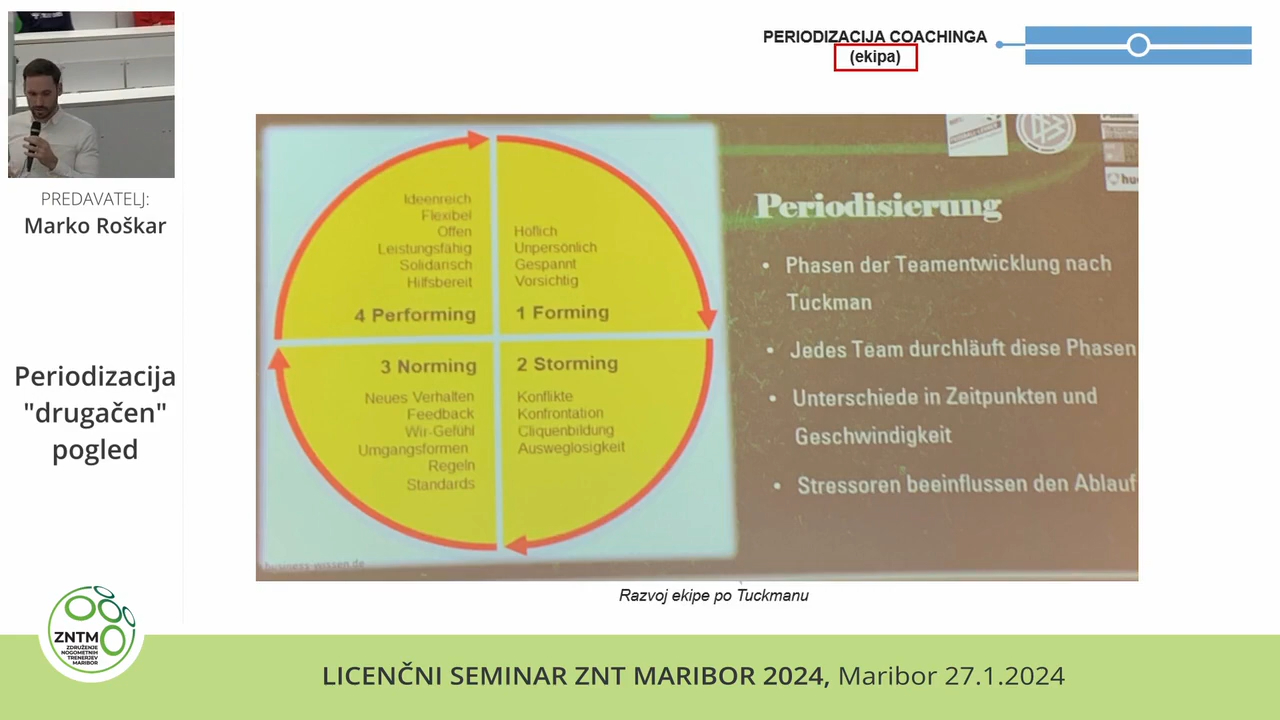 PREDAVATELJ:
Marko Roškar
Periodizacija
"drugačen"
pogled
PERIODIZACIJA COACHINGA
(ekipa)
Ideenreich
Flexibel
Offen
Leistungsfähig
Solidarisch
Hilfsbereit
4 Performing
Höflich
Unpersönlich
Gespannt
Vorsichtig
1 Forming
3 Norming
Neues Verhalten
Feedback
Wir-Gefühl
Umgangsformen
Regeln
Standards
2 Storming
Konflikte
Konfrontation
Cliquenbildung
Ausweglosigkeit
business-wissen.de
Periodisierung
• Phasen der Teamentwicklung nach
Tuckman
• Jedes Team durchläuft diese Phasen
• Unterschiede in Zeitpunkten und
Geschwindigkeit
• Stressoren beeinflussen den Ablauf
Razvoj ekipe po Tuckmanu
ZNTM
ZDRUŽENJE
NOGOMETNIH
TRENERJEV
MARIBOR
LICENČNI SEMINAR ZNT MARIBOR 2024, Maribor 27.1.2024